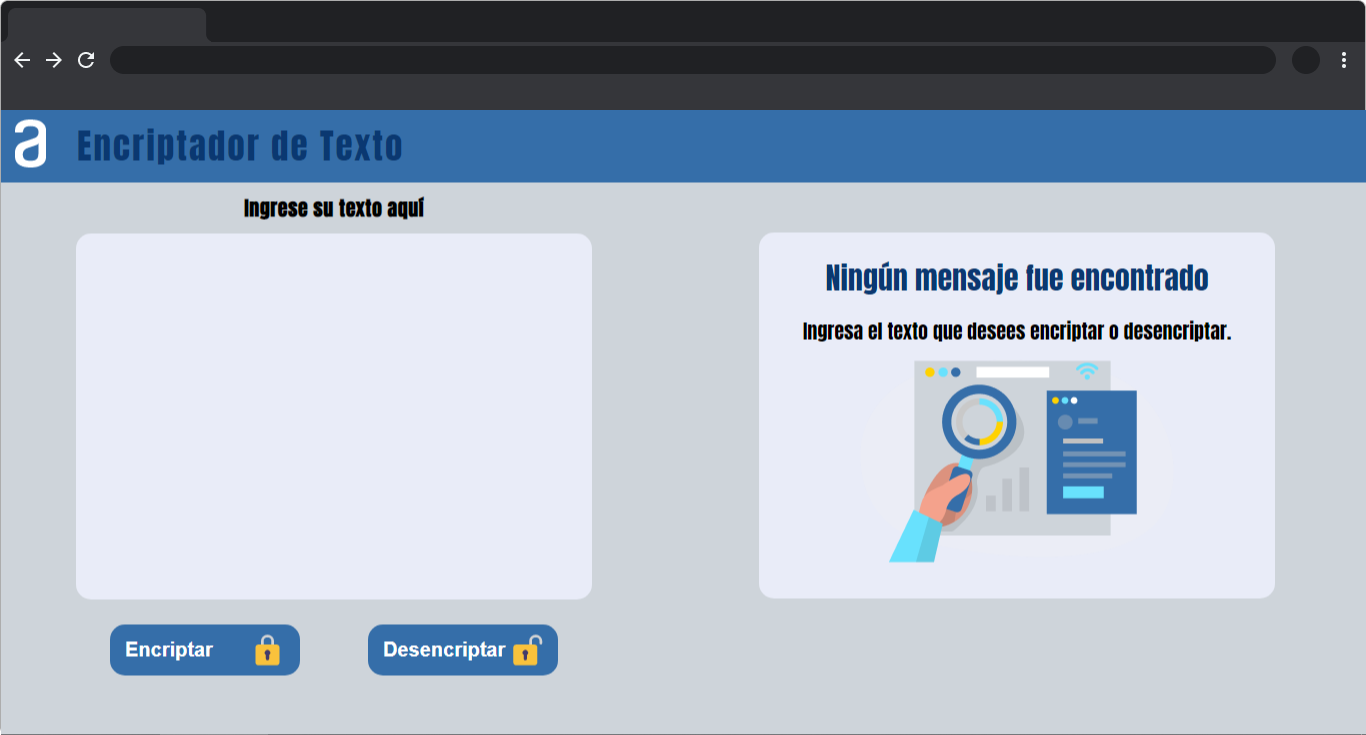 a Encriptador de Texto
Ingrese su texto aquí
Ningún mensaje fue encontrado
Ingresa el texto que desees encriptar o desencriptar.
Encriptar
Desencriptar